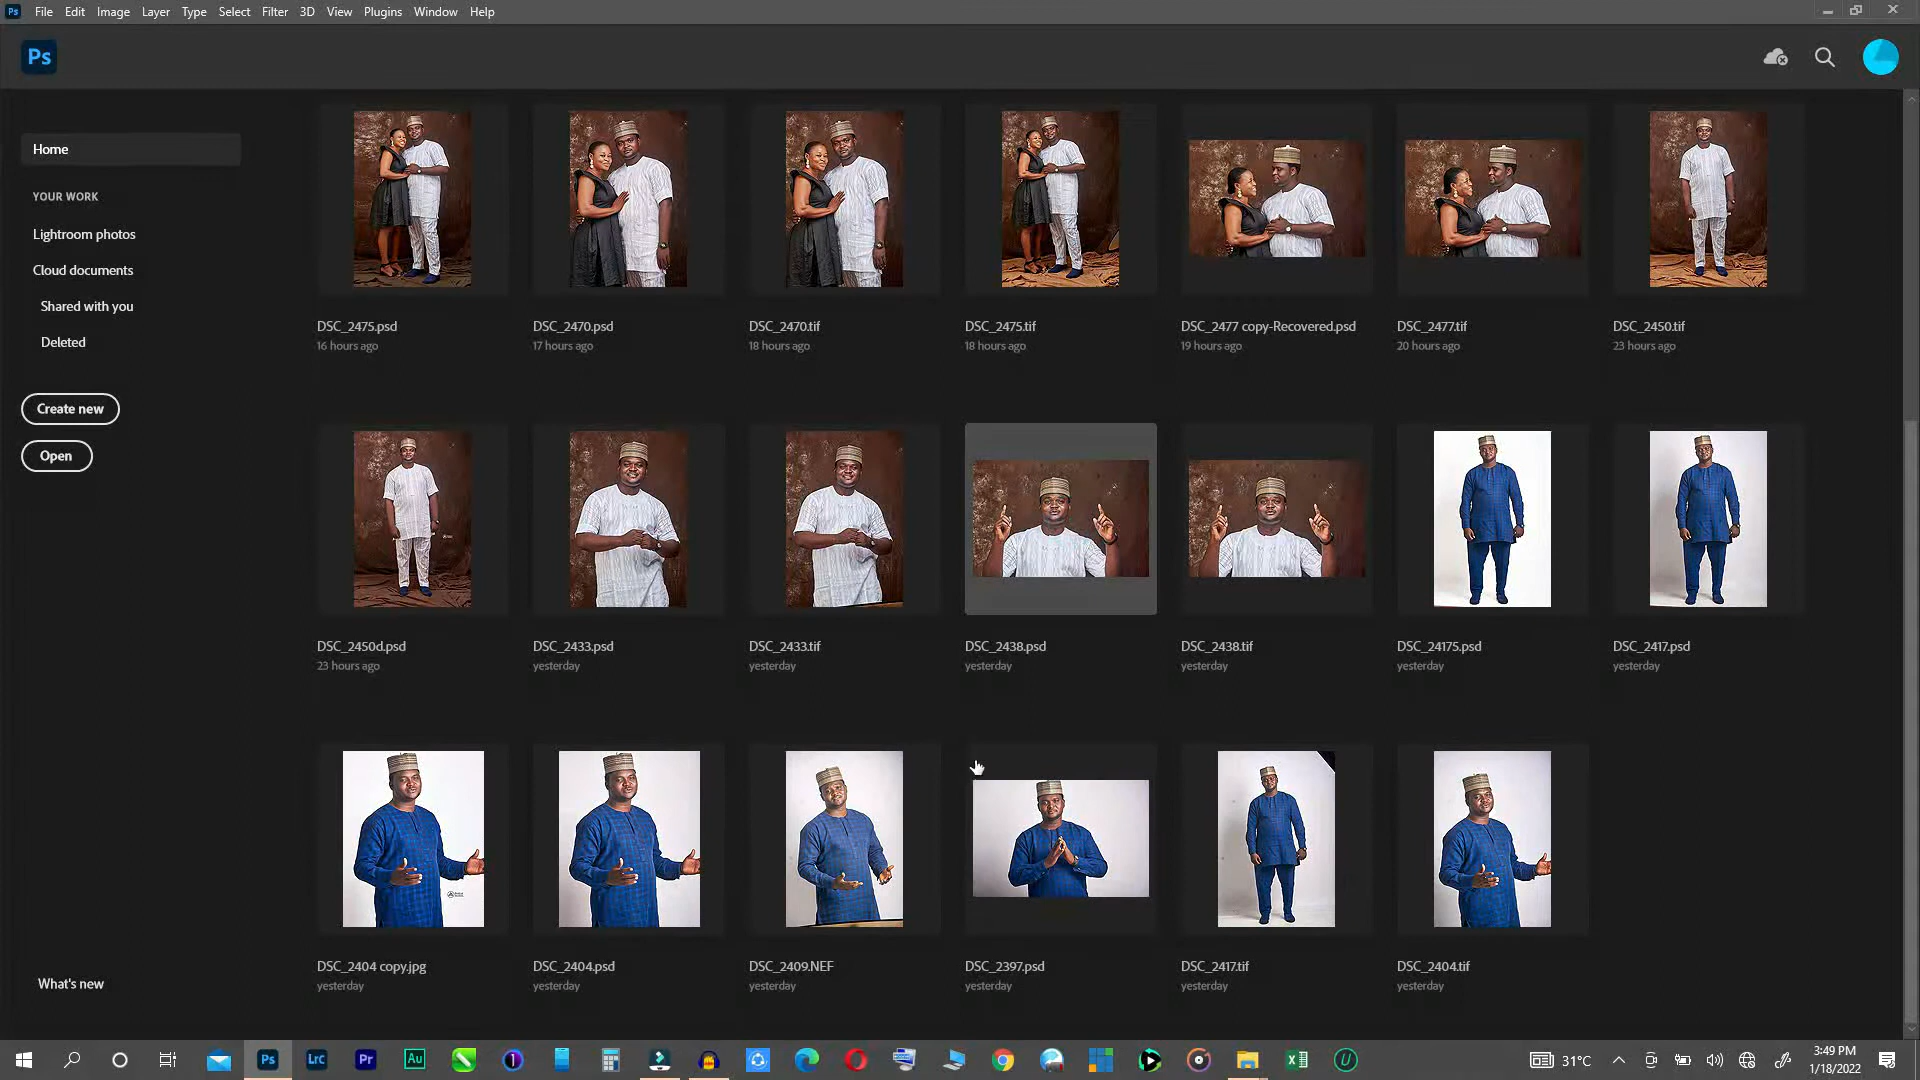 Ps File Edit Image Layer Type Select Filter 3D View Plugins Window Help
Ps
Home
YOUR WORK
Lightroom photos
Cloud documents
Shared with you
Deleted
Create new
Open
What's new
DSC_2475.psd DSC_2470.psd DSC_2470.tif DSC_2475.tif DSC_2477 copy-Recovered.psd DSC_2477.tif DSC_2450.tif
16 hours ago 17 hours ago 18 hours ago 18 hours ago 19 hours ago 20 hours ago 23 hours ago
DSC_2450d.psd DSC_2433.psd DSC_2433.tif DSC_2438.psd DSC_2438.tif DSC_24175.psd DSC_2417.psd
23 hours ago yesterday yesterday yesterday yesterday yesterday yesterday
DSC_2404 copy.jpg DSC_2404.psd DSC_2409.NEF DSC_2397.psd DSC_2417.tif DSC_2404.tif
yesterday yesterday yesterday yesterday yesterday yesterday
Ps LrC Pr Au 31°C 3:49 PM
1/18/2022